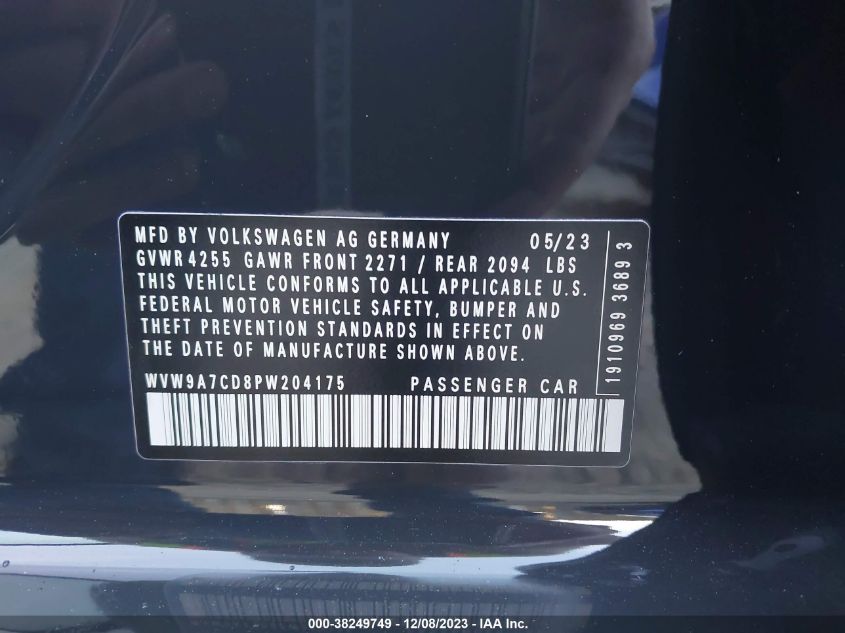 MFD BY VOLKSWAGEN AG GERMANY 05/23
GVWR 4255 GAWR FRONT 2271 / REAR 2094 LBS
THIS VEHICLE CONFORMS TO ALL APPLICABLE U.S.
FEDERAL MOTOR VEHICLE SAFETY, BUMPER AND
THEFT PREVENTION STANDARDS IN EFFECT ON
THE DATE OF MANUFACTURE SHOWN ABOVE.
WVW9A7CD8PW204175 PASSENGER CAR
1910969 3689 3
000-38249749 - 12/08/2023 - IAA Inc.